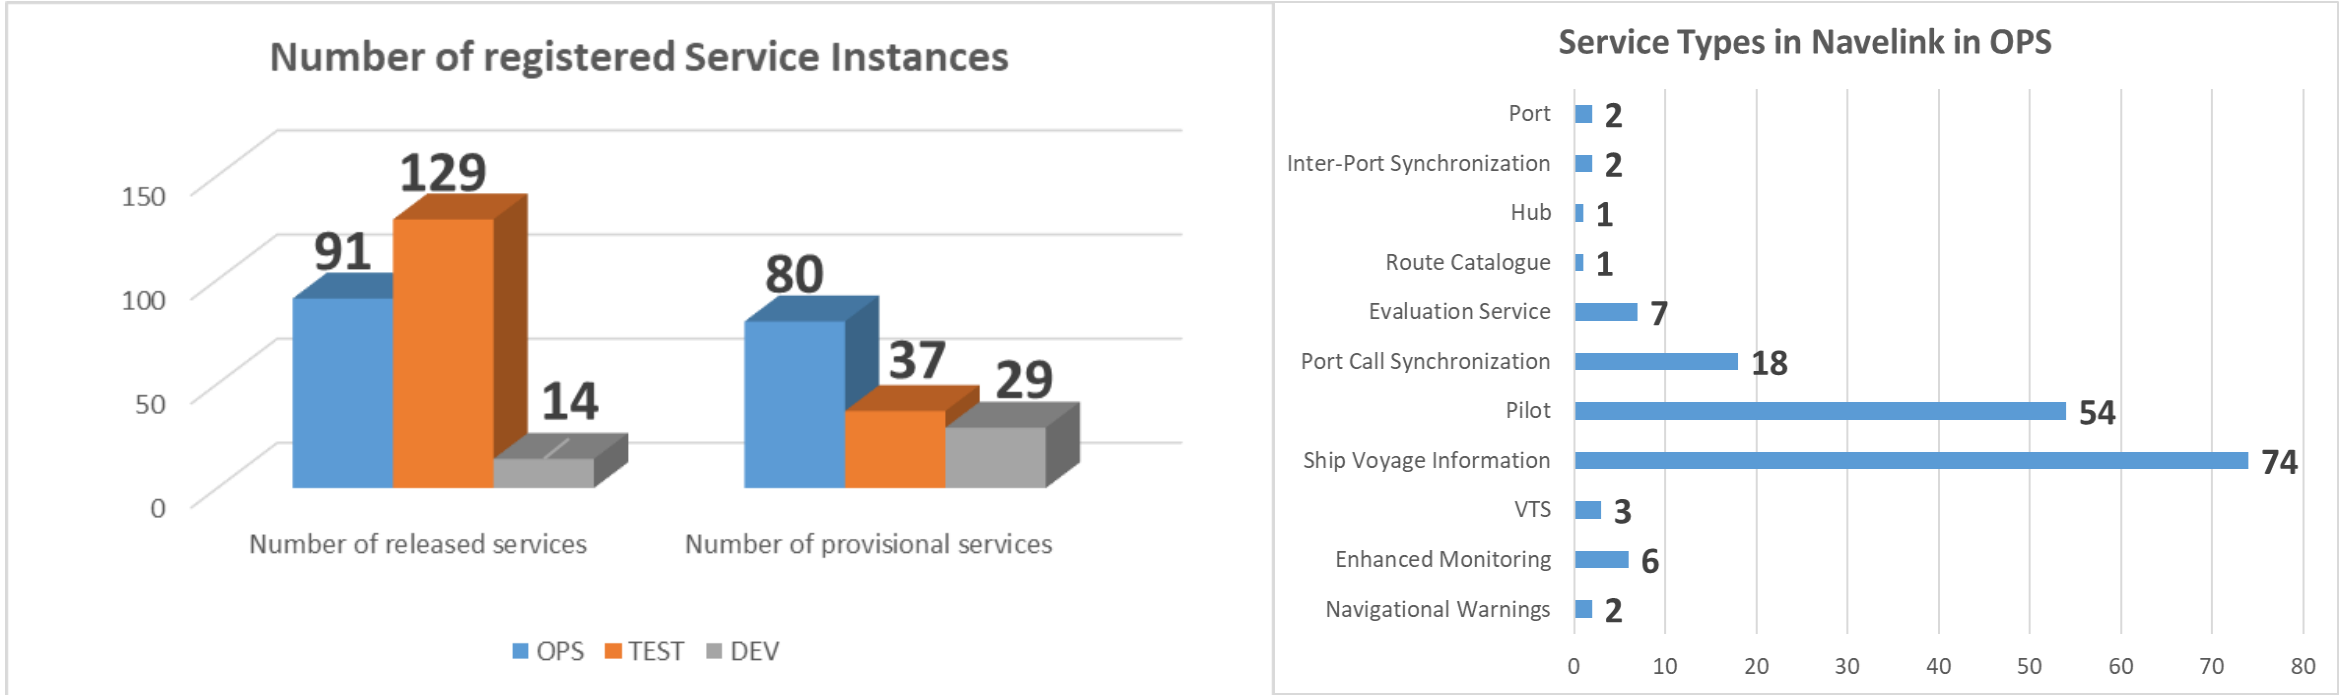 Number of registered Service Instances
150
100
50
0
91
129
14
80
37
29
Number of released services
Number of provisional services
OPS TEST DEV
Service Types in Navelink in OPS
Port 2
Inter-Port Synchronization 2
Hub 1
Route Catalogue 1
Evaluation Service 7
Port Call Synchronization 18
Pilot 54
Ship Voyage Information 74
VTS 3
Enhanced Monitoring 6
Navigational Warnings 2
0 10 20 30 40 50 60 70 80